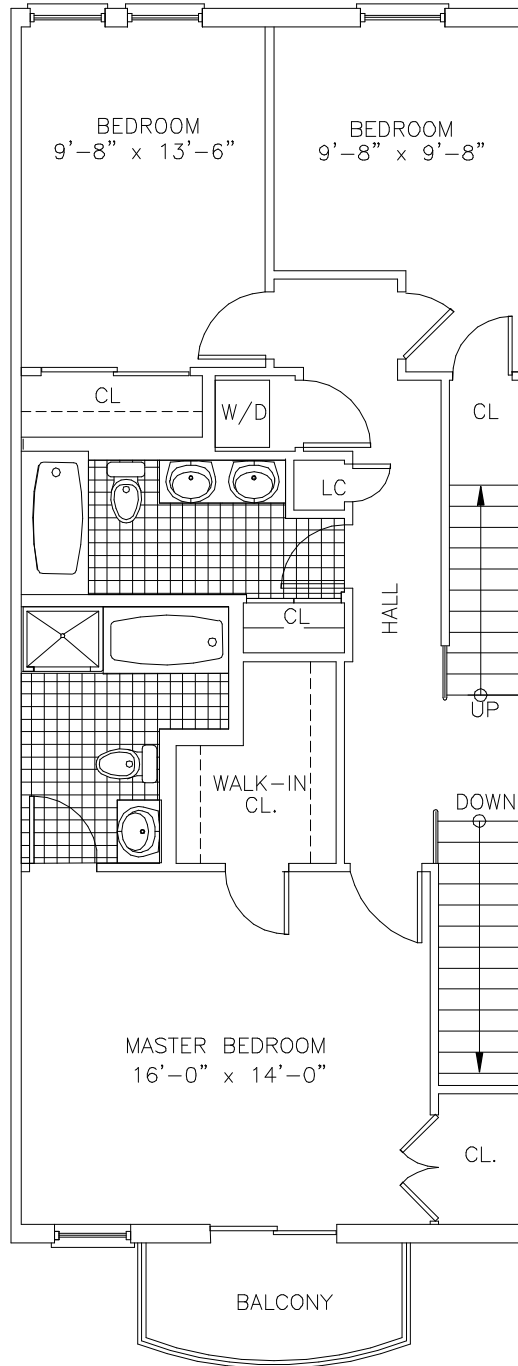 BEDROOM
9'-8" x 13'-6"
BEDROOM
9'-8" x 9'-8"
CL
W/D
CL
LC
HALL
CL
UP
WALK-IN
CL.
DOWN
MASTER BEDROOM
16'-0" x 14'-0"
CL.
BALCONY